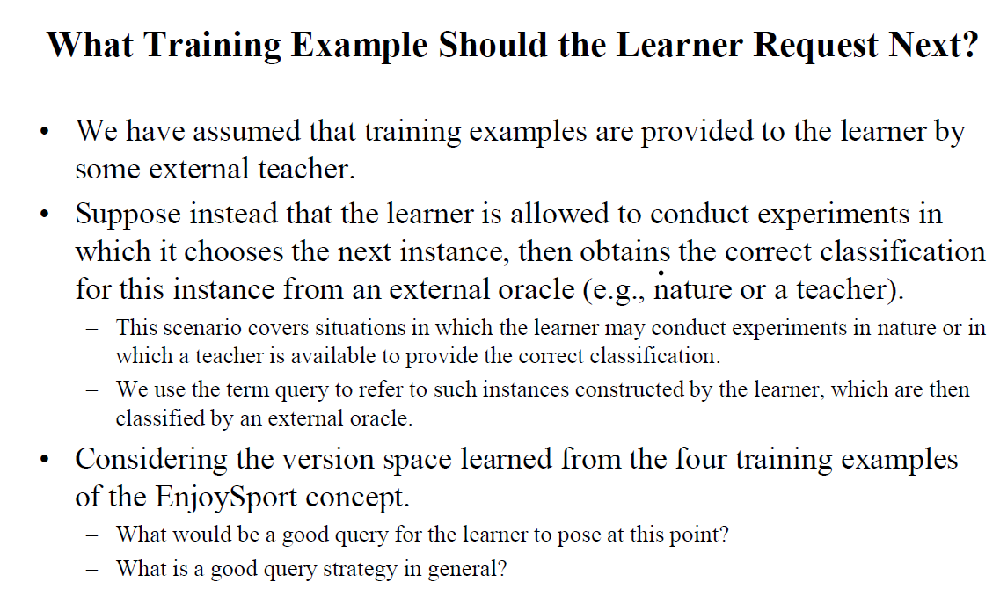 What Training Example Should the Learner Request Next?
• We have assumed that training examples are provided to the learner by
some external teacher.
• Suppose instead that the learner is allowed to conduct experiments in
which it chooses the next instance, then obtains the correct classification
for this instance from an external oracle (e.g., nature or a teacher).
– This scenario covers situations in which the learner may conduct experiments in nature or in
which a teacher is available to provide the correct classification.
– We use the term query to refer to such instances constructed by the learner, which are then
classified by an external oracle.
• Considering the version space learned from the four training examples
of the EnjoySport concept.
– What would be a good query for the learner to pose at this point?
– What is a good query strategy in general?